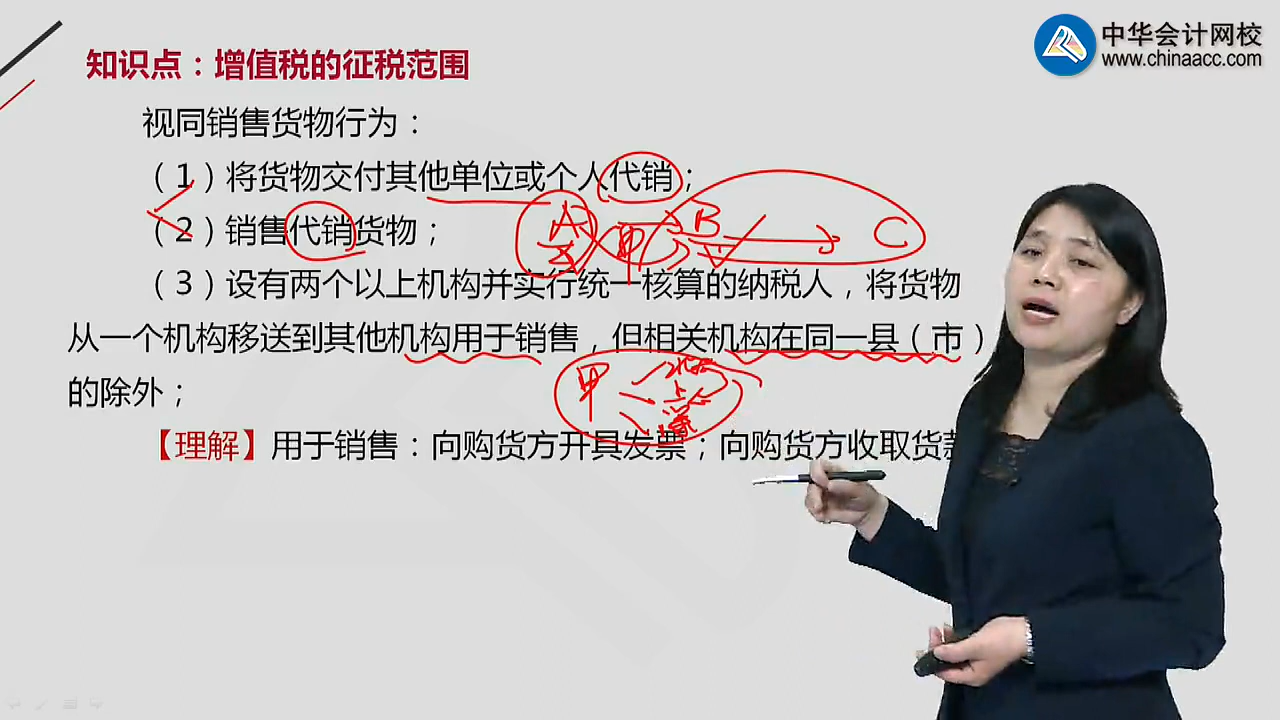 中华会计网校
www.chinaacc.com
知识点：增值税的征税范围
视同销售货物行为：
（1）将货物交付其他单位或个人代销；
（2）销售代销货物；
A B C
甲
（3）设有两个以上机构并实行统一核算的纳税人，将货物
从一个机构移送到其他机构用于销售，但相关机构在同一县（市）
的除外；
甲
【理解】用于销售：向购货方开具发票；向购货方收取货款